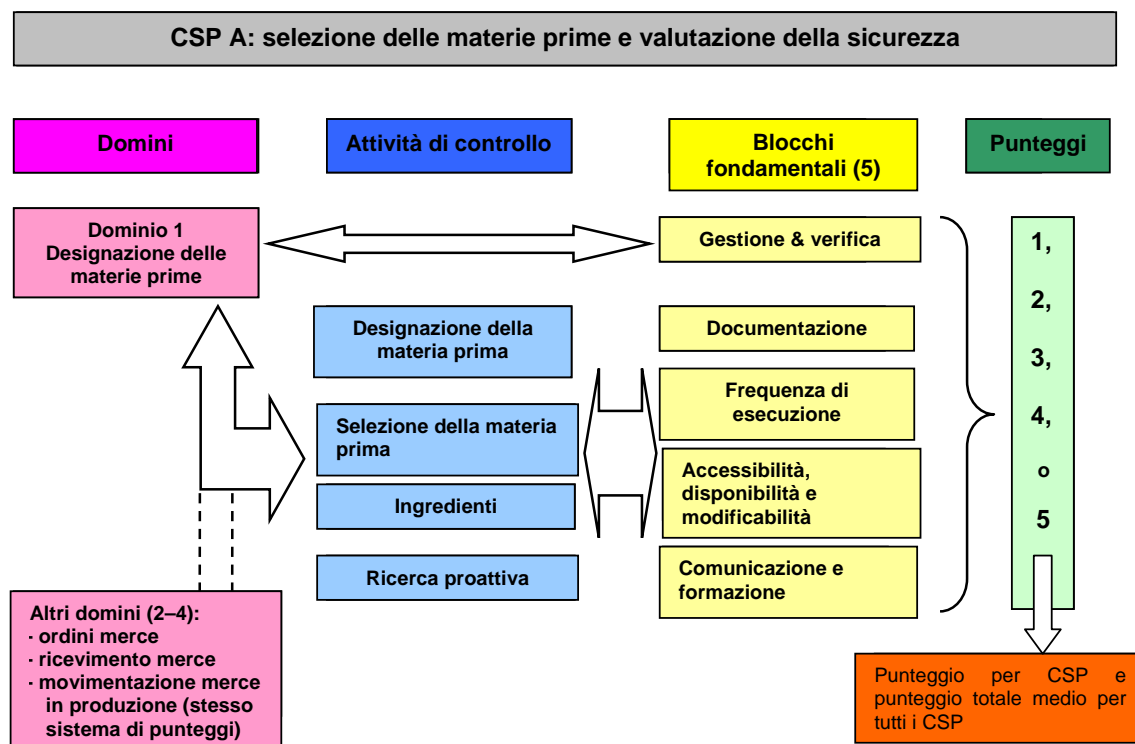 CSP A: selezione delle materie prime e valutazione della sicurezza
Domini
Attività di controllo
Blocchi
fondamentali (5)
Punteggi
Dominio 1
Designazione delle
materie prime
Gestione & verifica
Designazione della
materia prima
Documentazione
Frequenza di
esecuzione
Selezione della materia
prima
Accessibilità,
disponibilità e
modificabilità
Ingredienti
Ricerca proattiva
Comunicazione e
formazione
1,
2,
3,
4,
o
5
Altri domini (2–4):
- ordini merce
- ricevimento merce
- movimentazione merce
in produzione (stesso
sistema di punteggi)
Punteggio per CSP e
punteggio totale medio per
tutti i CSP